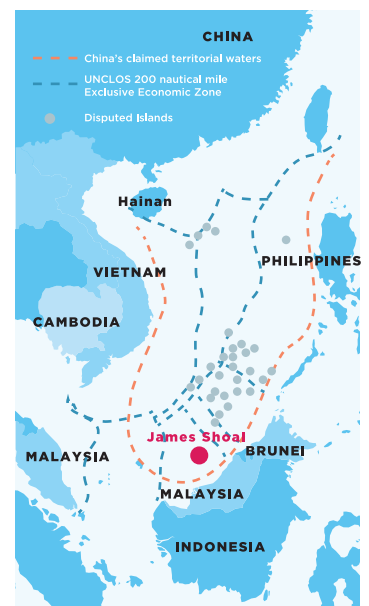 CHINA
China's claimed territorial waters
UNCLOS 200 nautical mile
Exclusive Economic Zone
Disputed Islands
Hainan
PHILIPPINES
VIETNAM
CAMBODIA
James Shoal
BRUNEI
MALAYSIA
MALAYSIA
INDONESIA